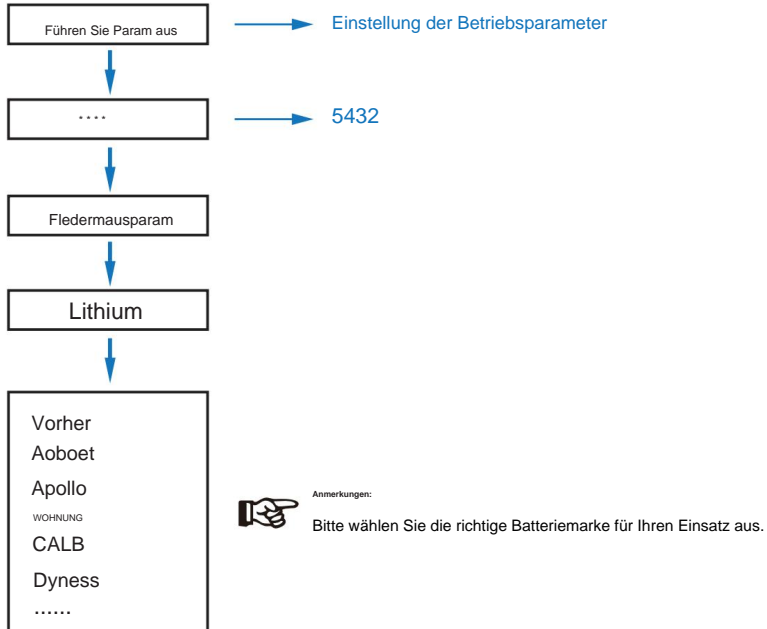 Führen Sie Param aus
Einstellung der Betriebsparameter
****
5432
Fledermausparam
Lithium
Vorher
Aoboet
Apollo
WOHNUNG
CALB
Dyness
......
Anmerkungen:
Bitte wählen Sie die richtige Batteriemarke für Ihren Einsatz aus.